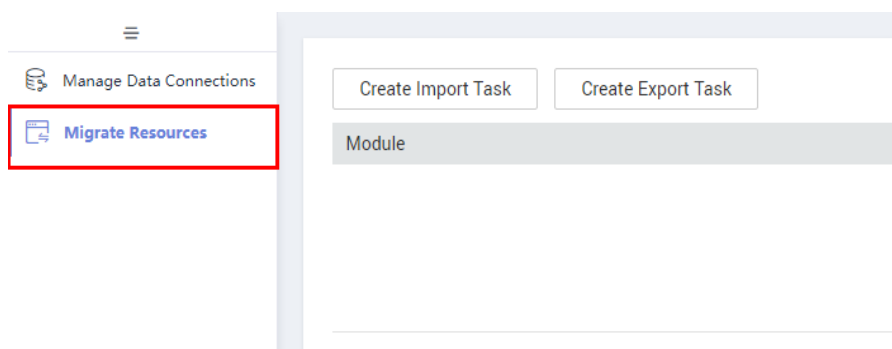 Manage Data Connections
Migrate Resources
Create Import Task
Create Export Task
Module